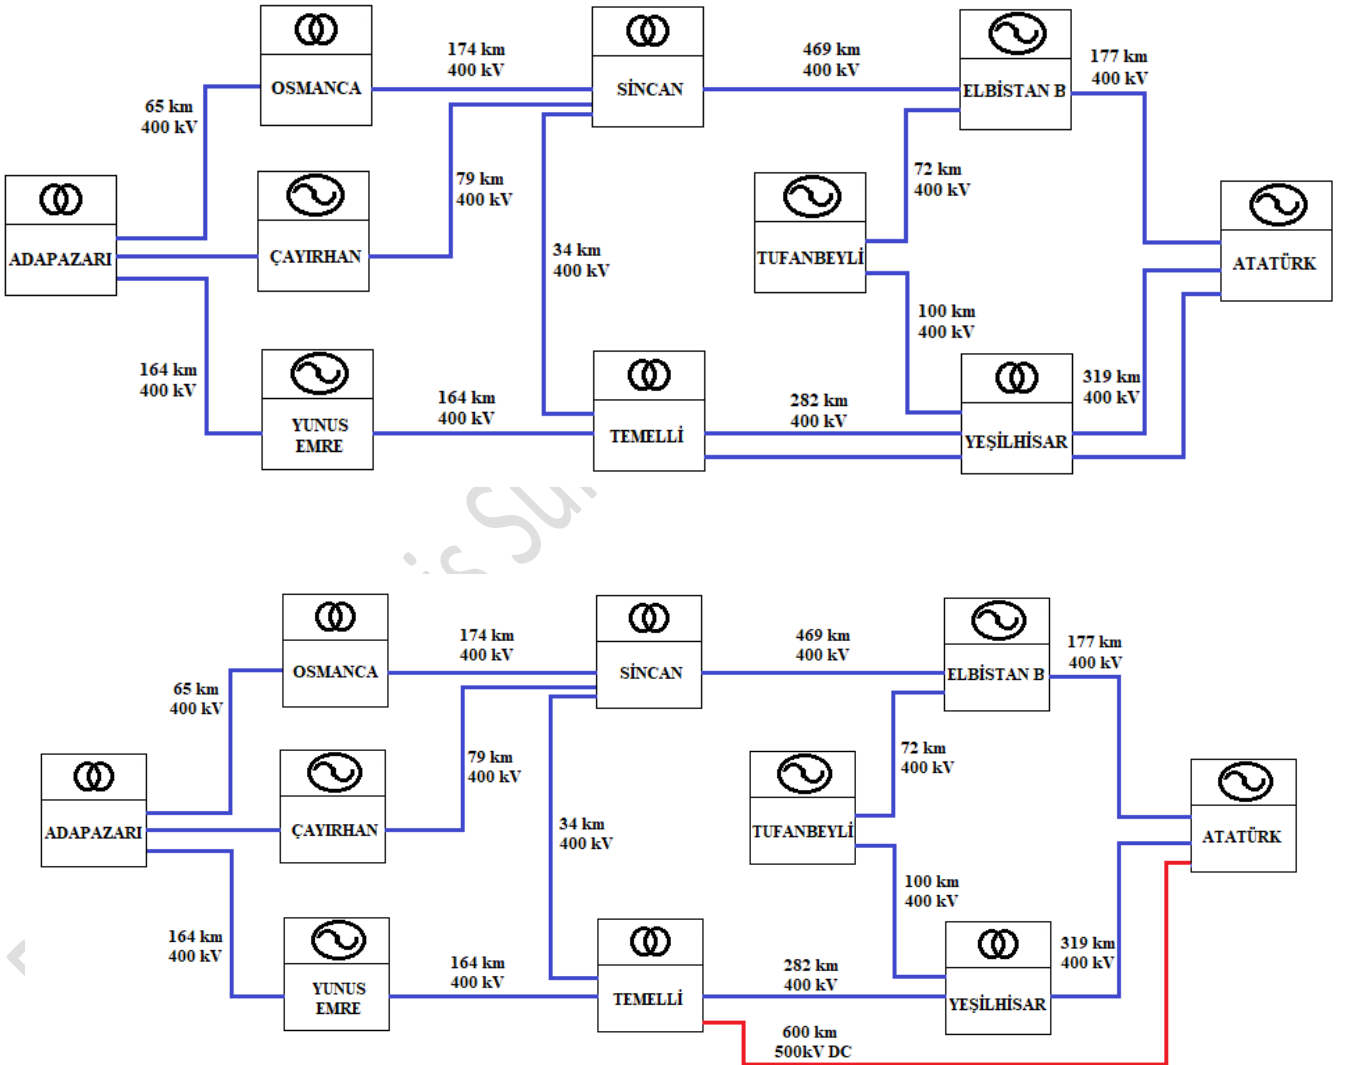 OSMANCA
174 km
400 kV
SİNCAN
469 km
400 kV
ELBİSTAN B
177 km
400 kV
65 km
400 kV
ADAPAZARI
ÇAYIRHAN
79 km
400 kV
34 km
400 kV
72 km
400 kV
TUFANBEYLİ
ATATÜRK
100 km
400 kV
164 km
400 kV
YUNUS
EMRE
164 km
400 kV
TEMELLİ
282 km
400 kV
YEŞİLHİSAR
319 km
400 kV
OSMANCA
174 km
400 kV
SİNCAN
469 km
400 kV
ELBİSTAN B
177 km
400 kV
65 km
400 kV
ADAPAZARI
ÇAYIRHAN
79 km
400 kV
34 km
400 kV
72 km
400 kV
TUFANBEYLİ
ATATÜRK
100 km
400 kV
164 km
400 kV
YUNUS
EMRE
164 km
400 kV
TEMELLİ
282 km
400 kV
YEŞİLHİSAR
319 km
400 kV
600 km
500kV DC